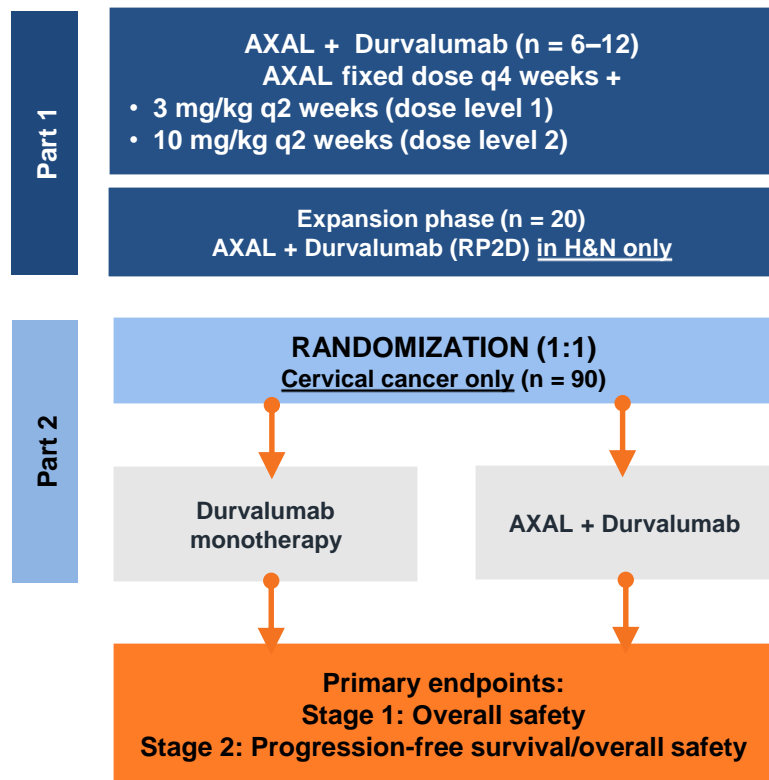 Part 1
AXAL + Durvalumab (n = 6–12)
AXAL fixed dose q4 weeks +
• 3 mg/kg q2 weeks (dose level 1)
• 10 mg/kg q2 weeks (dose level 2)
Expansion phase (n = 20)
AXAL + Durvalumab (RP2D) in H&N only
Part 2
RANDOMIZATION (1:1)
Cervical cancer only (n = 90)
Durvalumab
monotherapy
AXAL + Durvalumab
Primary endpoints:
Stage 1: Overall safety
Stage 2: Progression-free survival/overall safety